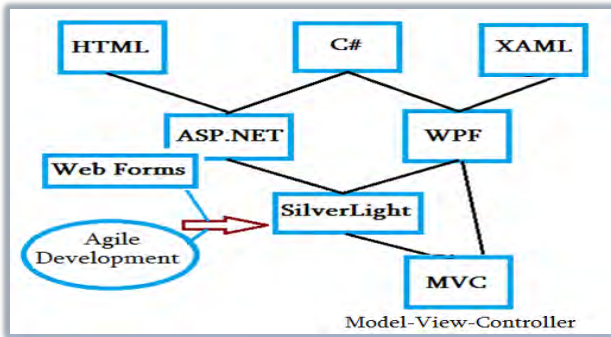 HTML
C#
XAML
ASP.NET
WPF
Web Forms
SilverLight
Agile
Development
MVC
Model-View-Controller